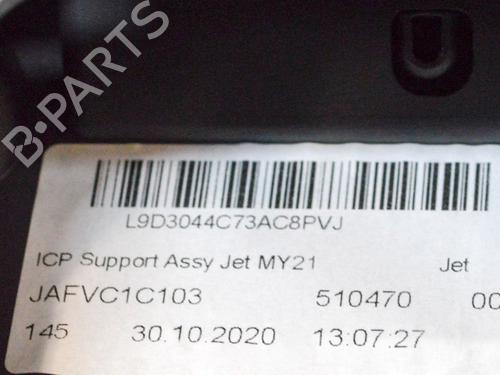 B-PARTS
L9D3044C73AC8PVJ
ICP Support Assy Jet MY21 Jet
JAFVC1C103 510470 00
145 30.10.2020 13:07:27